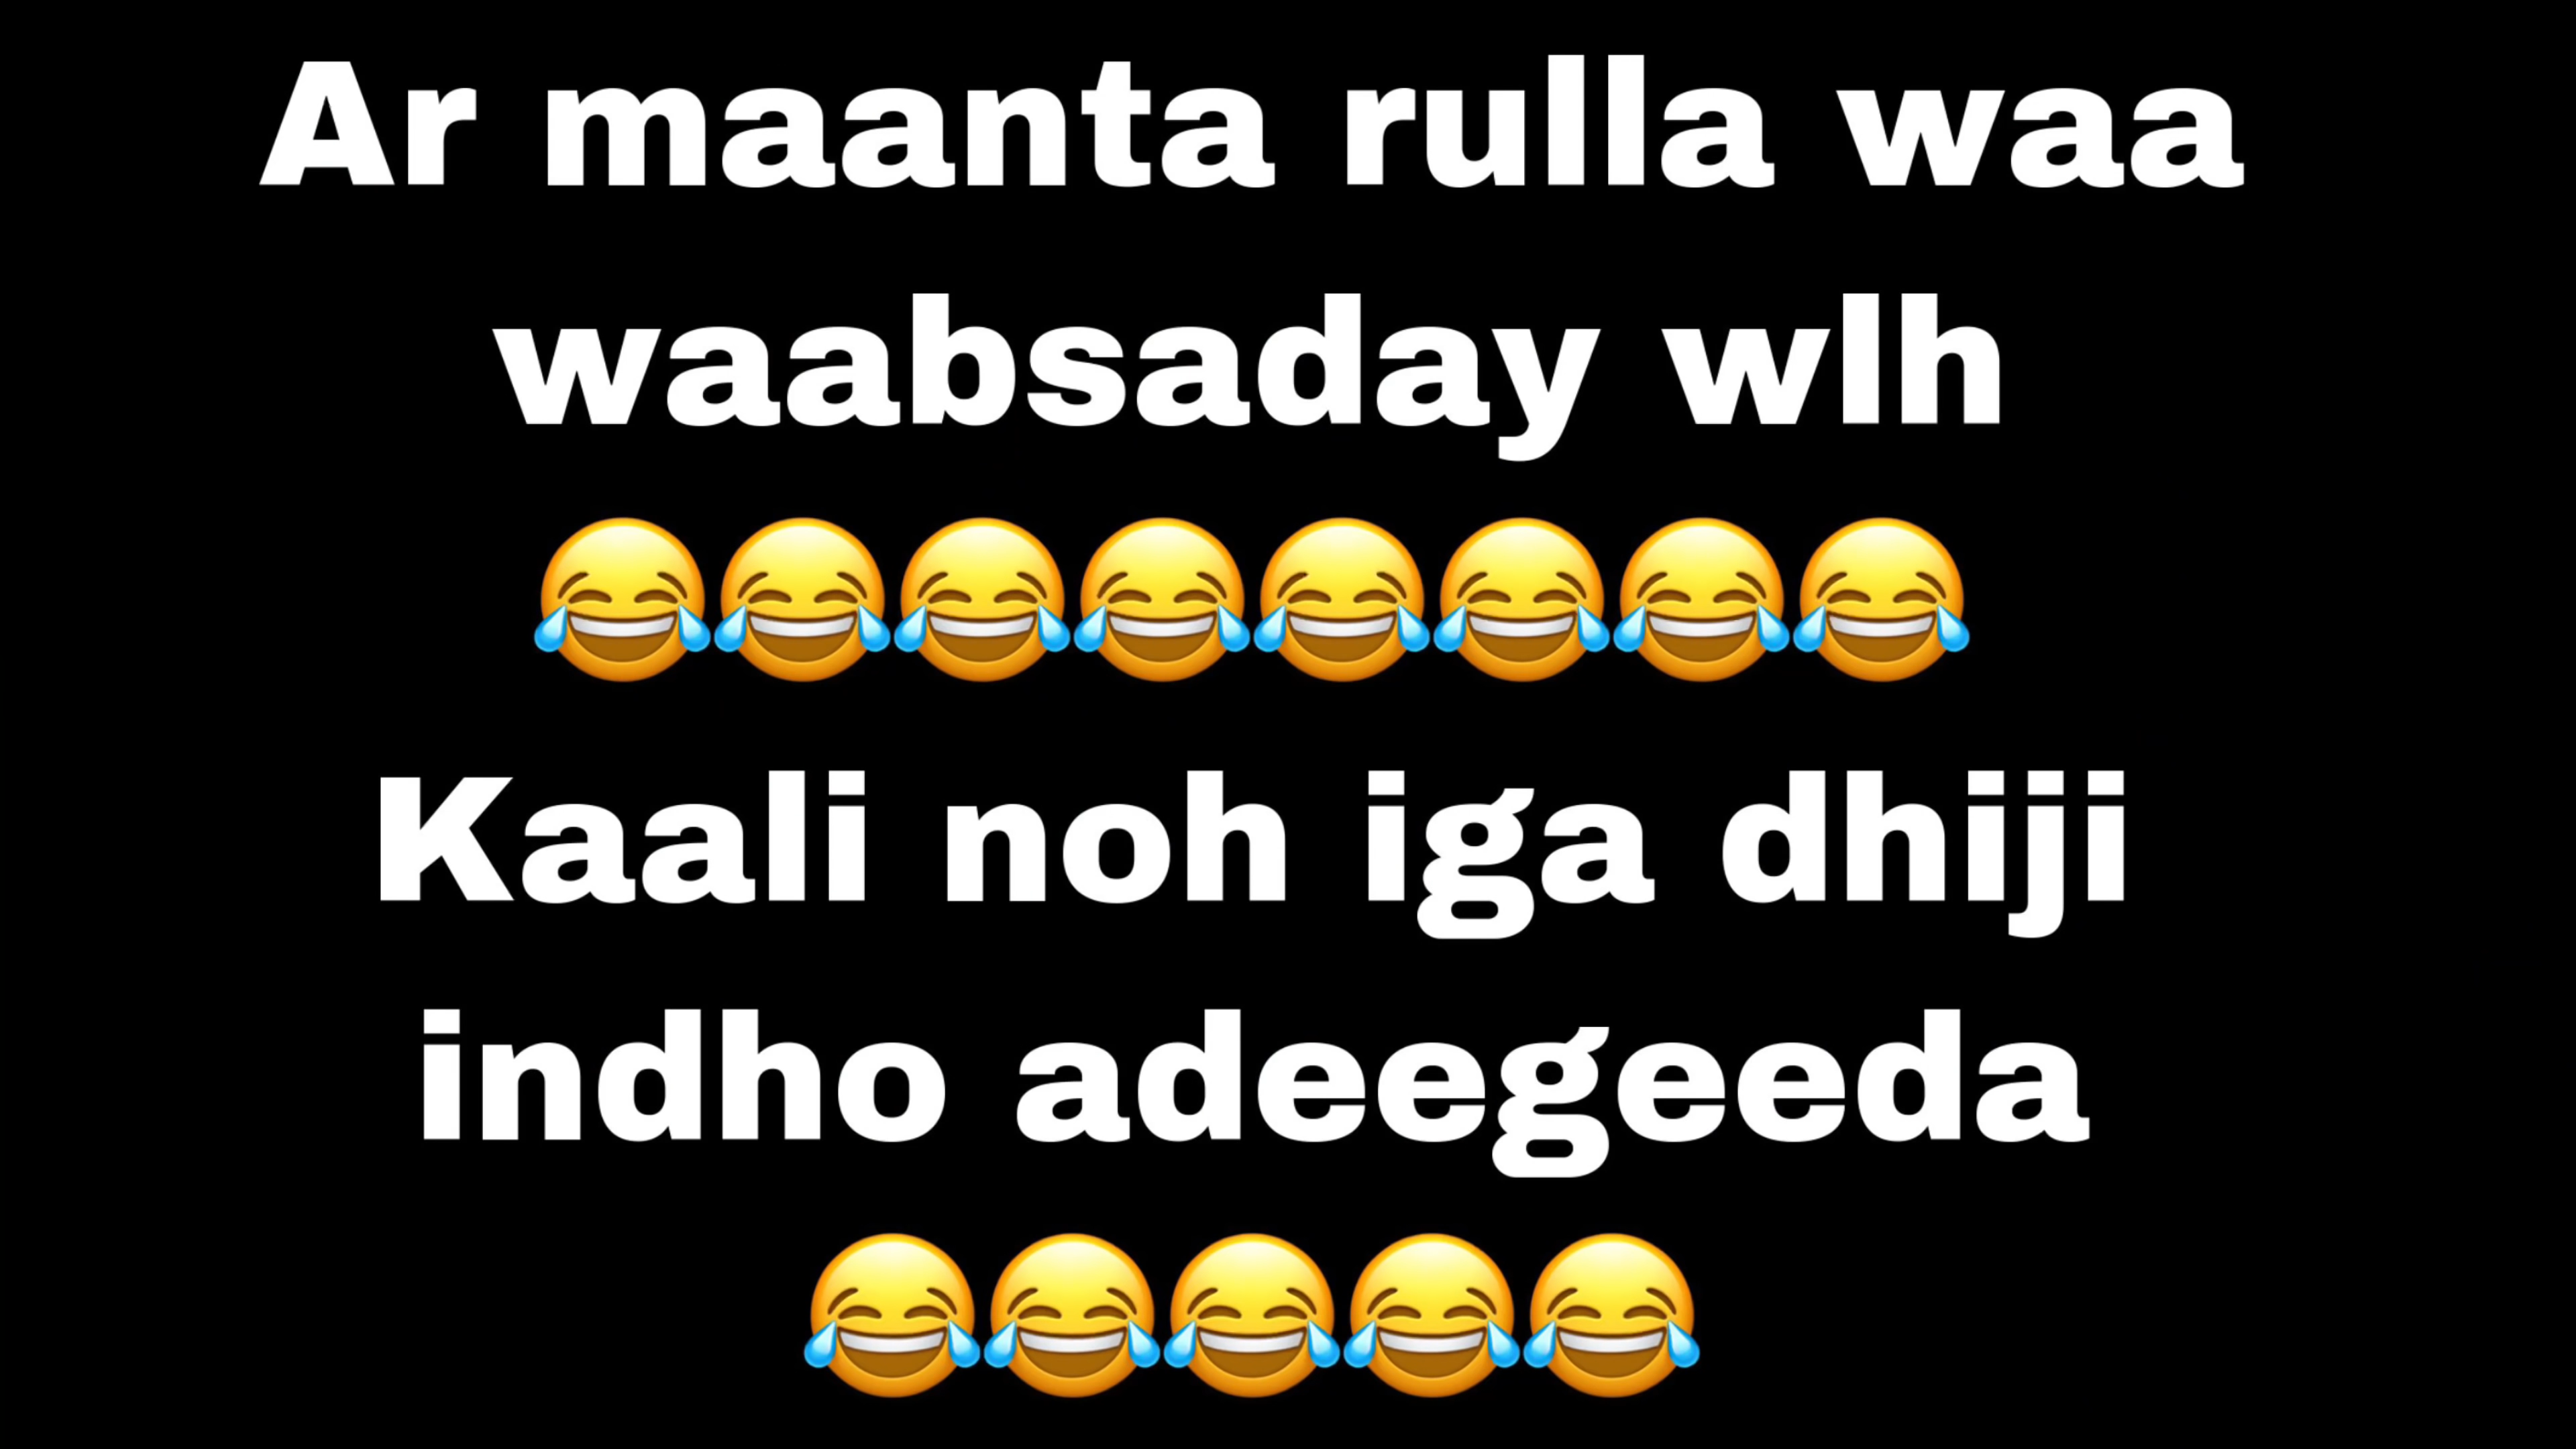 Ar maanta rulla waa
waabsaday wlh
😂😂😂😂😂😂😂😂
Kaali noh iga dhiji
indho adeegeeda
😂😂😂😂😂